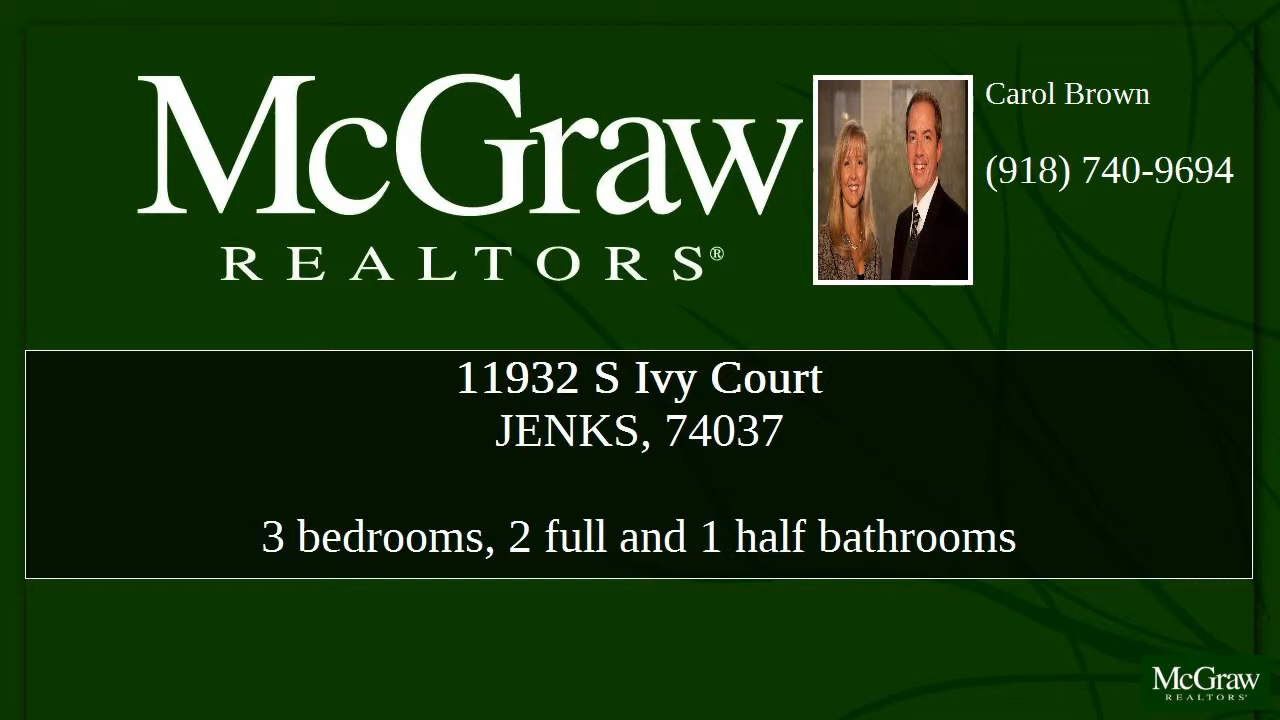 McGraw
REALTORS®
Carol Brown
(918) 740-9694
11932 S Ivy Court
JENKS, 74037
3 bedrooms, 2 full and 1 half bathrooms
McGraw
REALTORS®